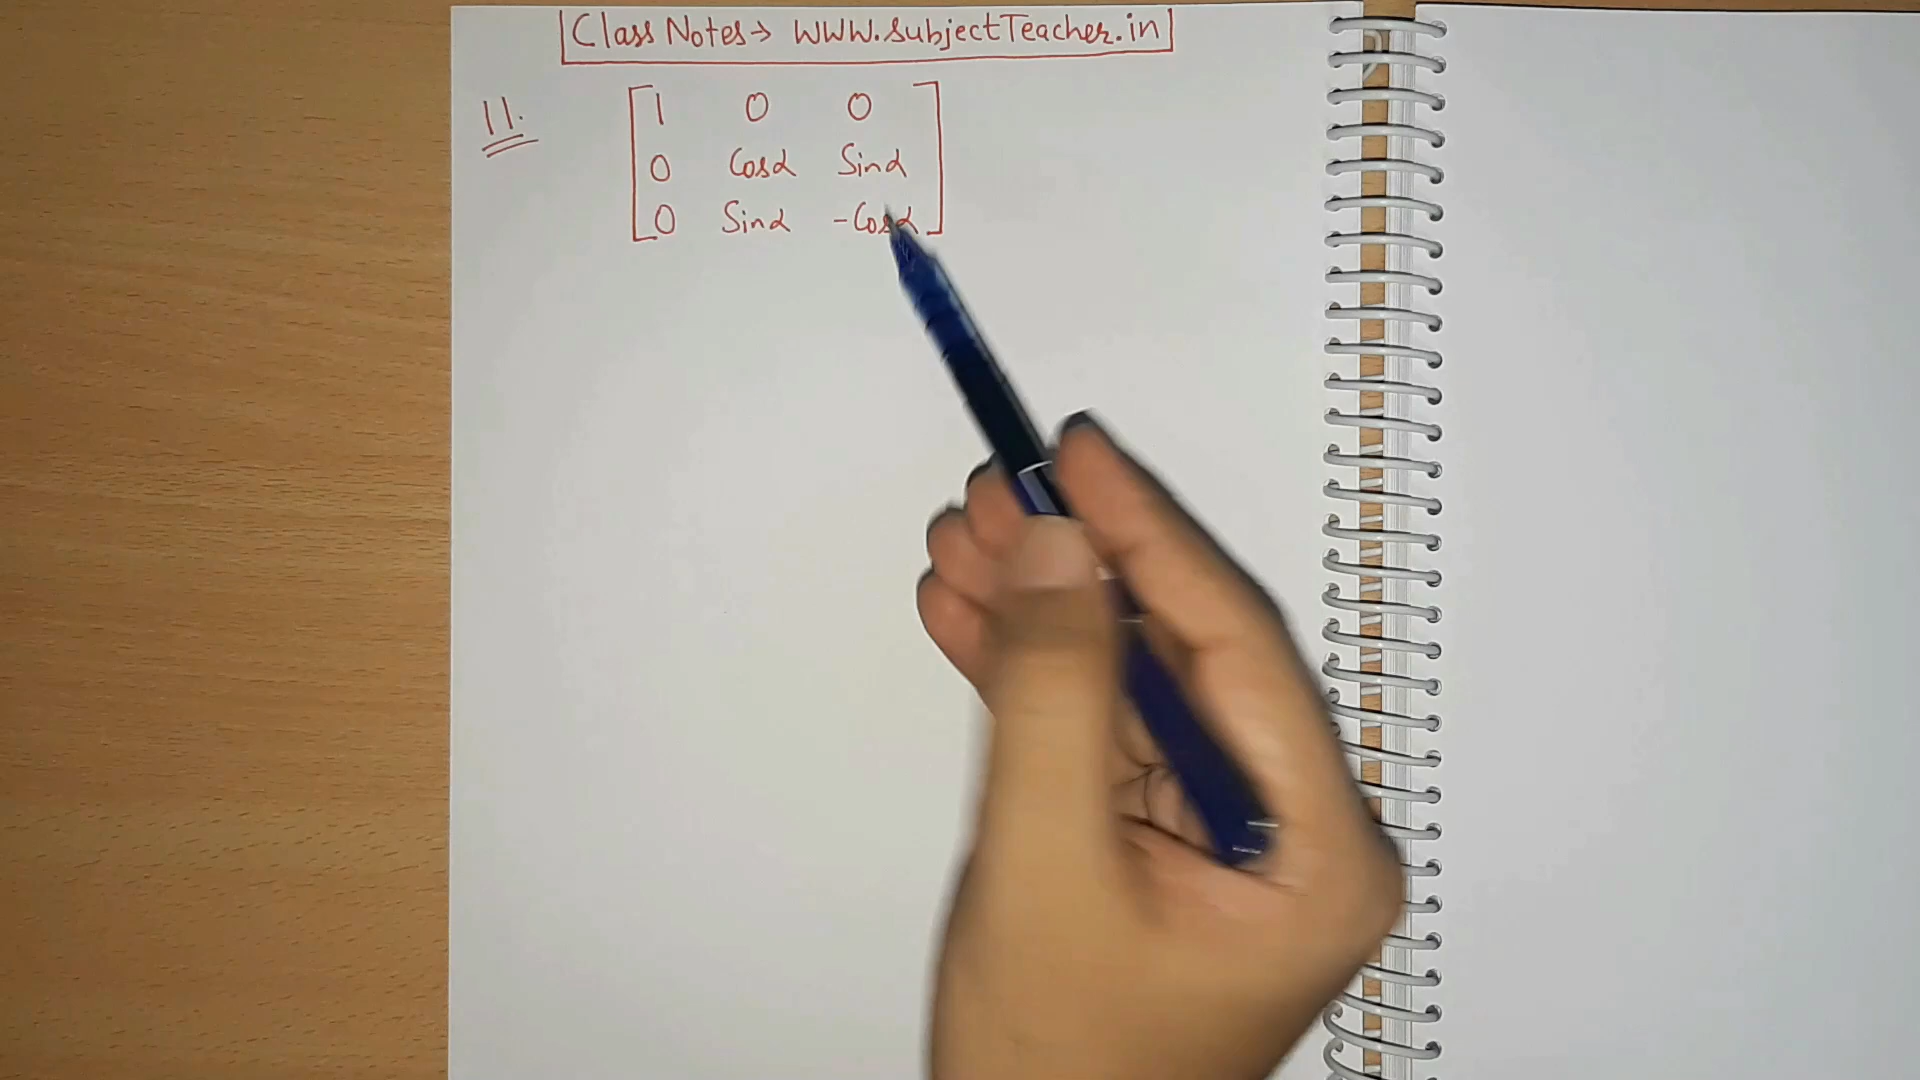 Class Notes→ WWW.SubjectTeacher.in
11.
1 0 0
0 Cosα Sinα
0 Sinα -Cosα